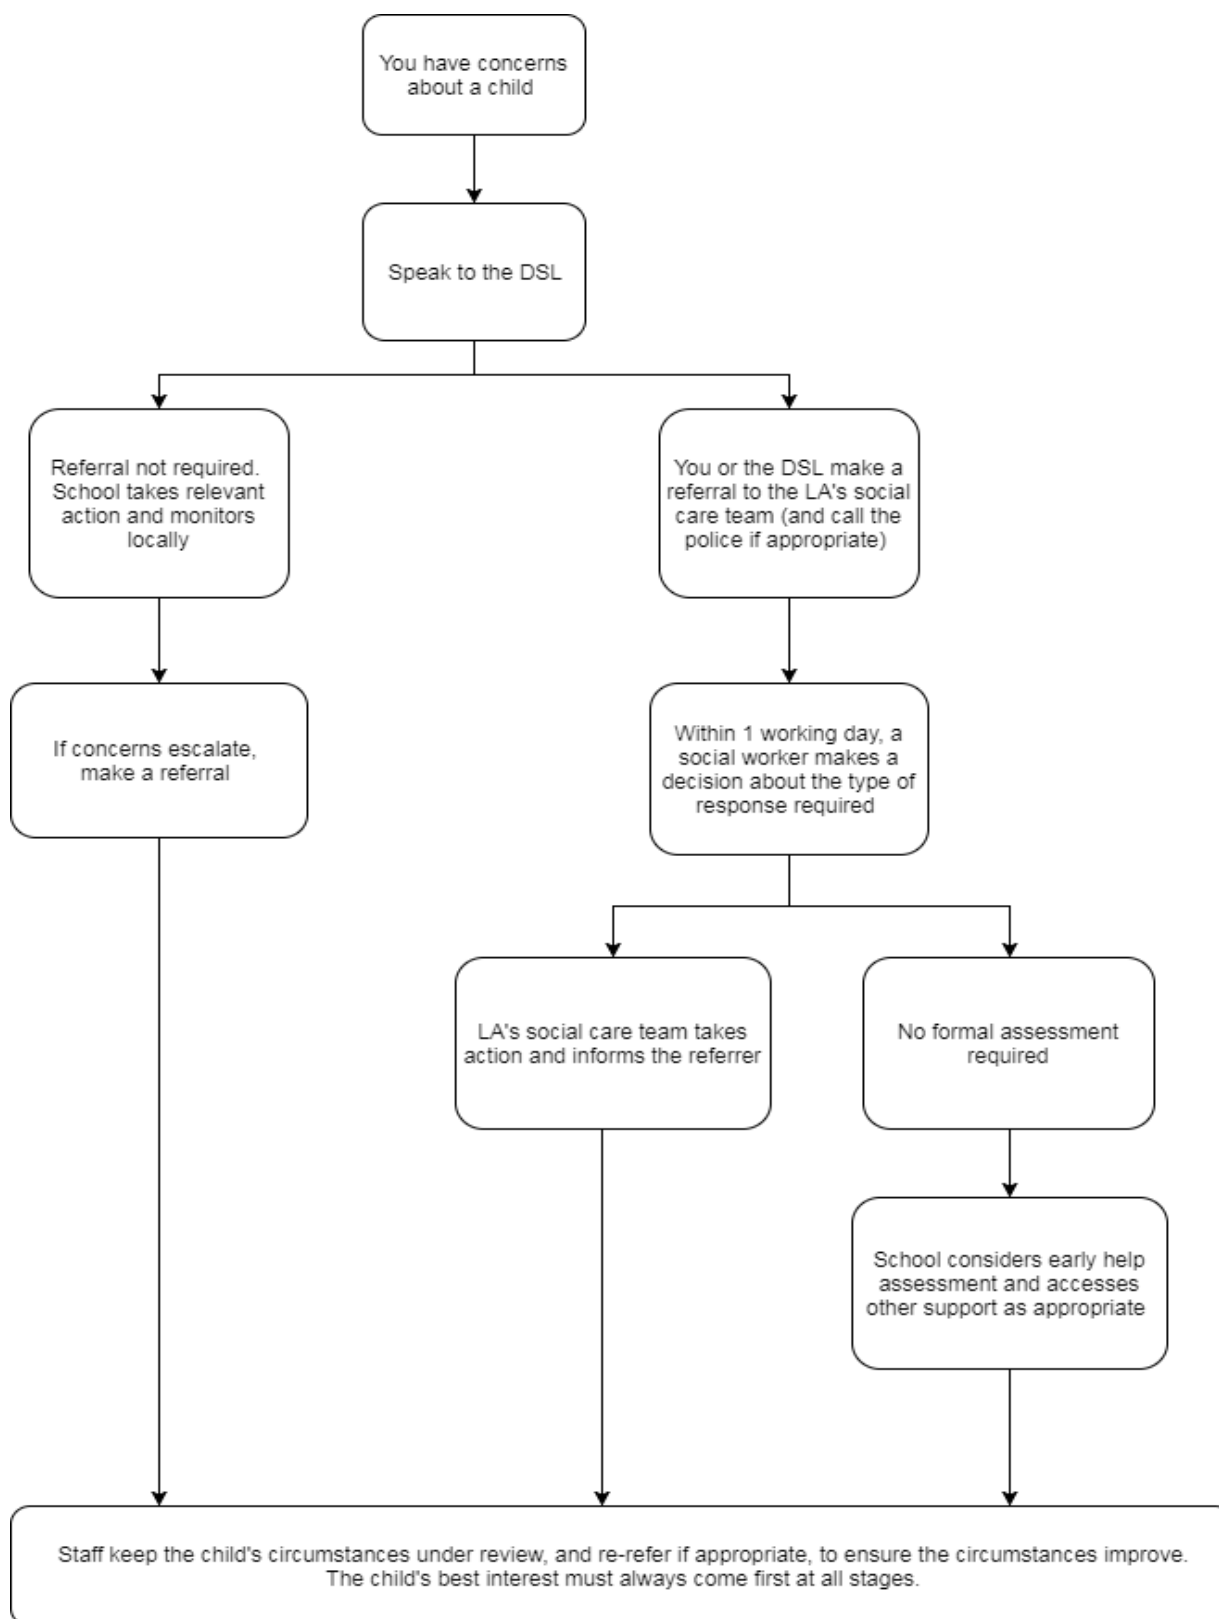 You have concerns
about a child
Speak to the DSL
Referral not required.
School takes relevant
action and monitors
locally
You or the DSL make a
referral to the LA's social
care team (and call the
police if appropriate)
If concerns escalate,
make a referral
Within 1 working day, a
social worker makes a
decision about the type of
response required
LA's social care team takes
action and informs the referrer
No formal assessment
required
School considers early help
assessment and accesses
other support as appropriate
Staff keep the child's circumstances under review, and re-refer if appropriate, to ensure the circumstances improve.
The child's best interest must always come first at all stages.